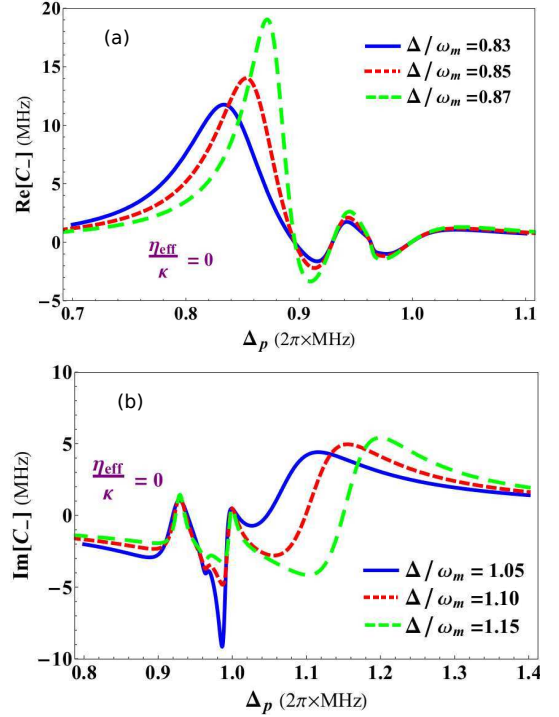 (a)
Δ/ω_m=0.83
Δ/ω_m=0.85
Δ/ω_m=0.87
Re[C_-] (MHz)
20
15
10
5
0
-5
η_eff/κ = 0
0.7 0.8 0.9 1.0 1.1
Δ_p (2π×MHz)
(b)
Im[C_-] (MHz)
10
5
0
-5
-10
η_eff/κ = 0
Δ/ω_m = 1.05
Δ/ω_m = 1.10
Δ/ω_m = 1.15
0.8 0.9 1.0 1.1 1.2 1.3 1.4
Δ_p (2π×MHz)